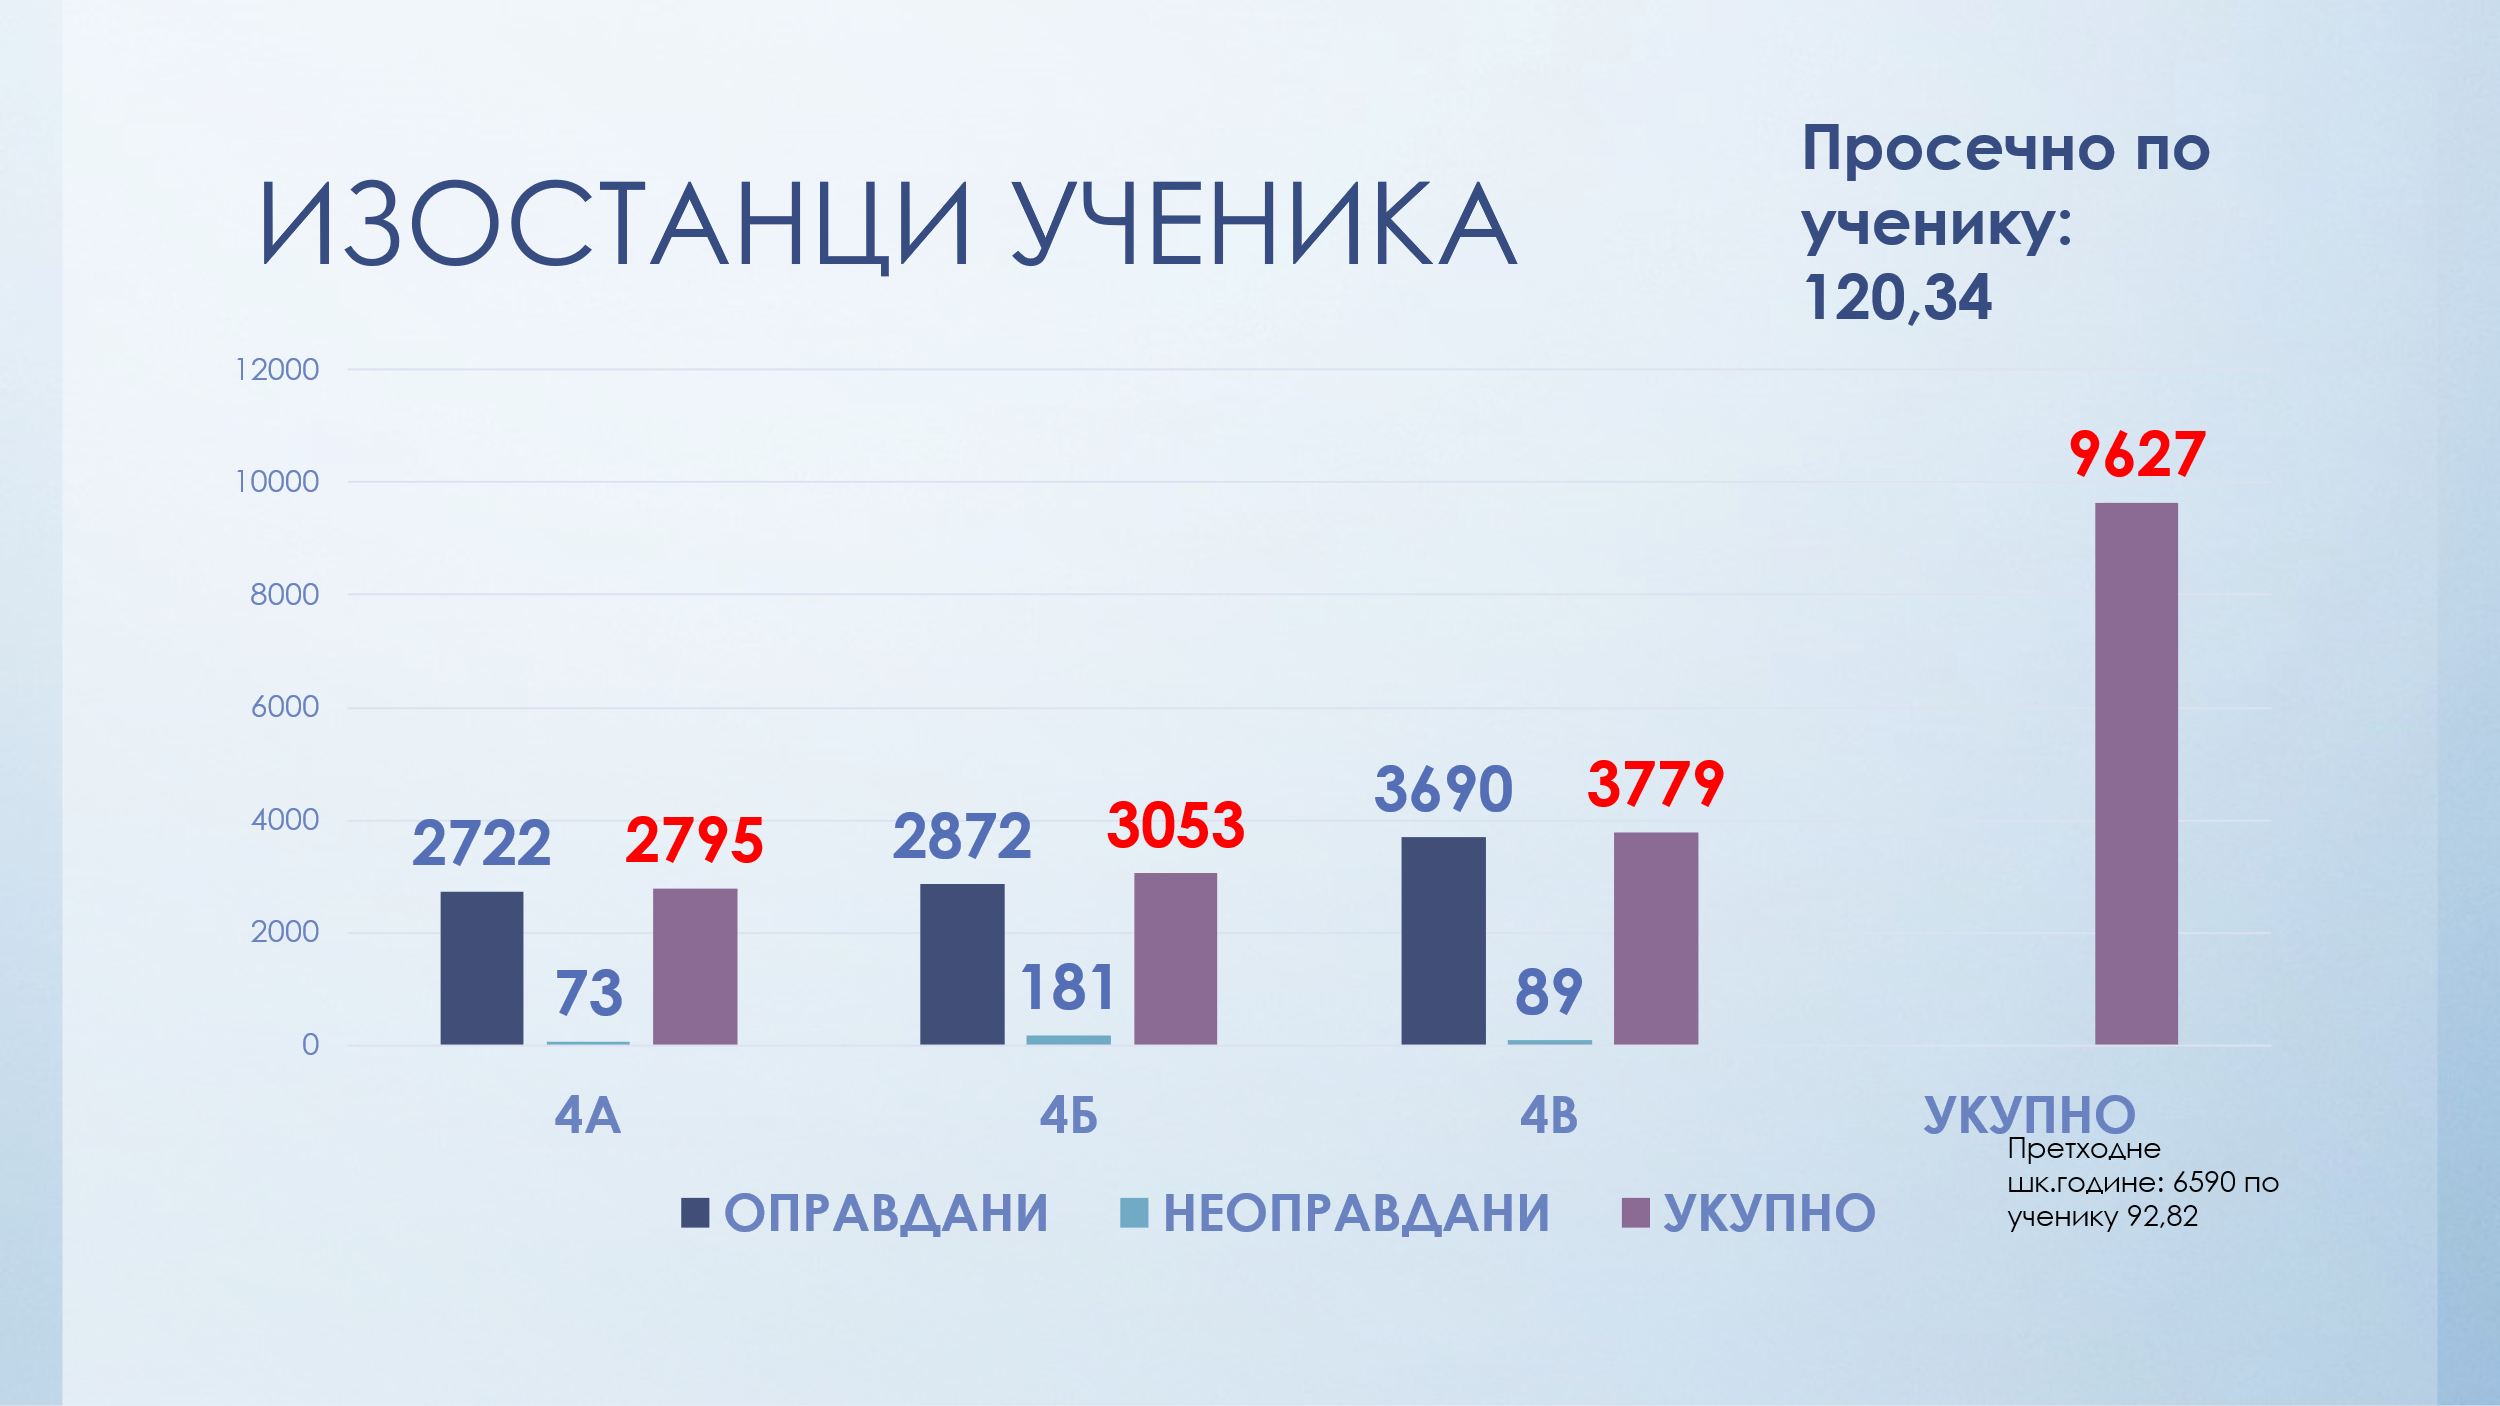 ИЗОСТАНЦИ УЧЕНИКА
Просечно по
ученику:
120,34
12000
10000
8000
6000
4000
2000
0
2722
73
2795
2872
181
3053
3690
89
3779
9627
4А
4Б
4В
УКУПНО
ОПРАВДАНИ
НЕОПРАВДАНИ
УКУПНО
Претходне
шк.године: 6590 по
ученику 92,82